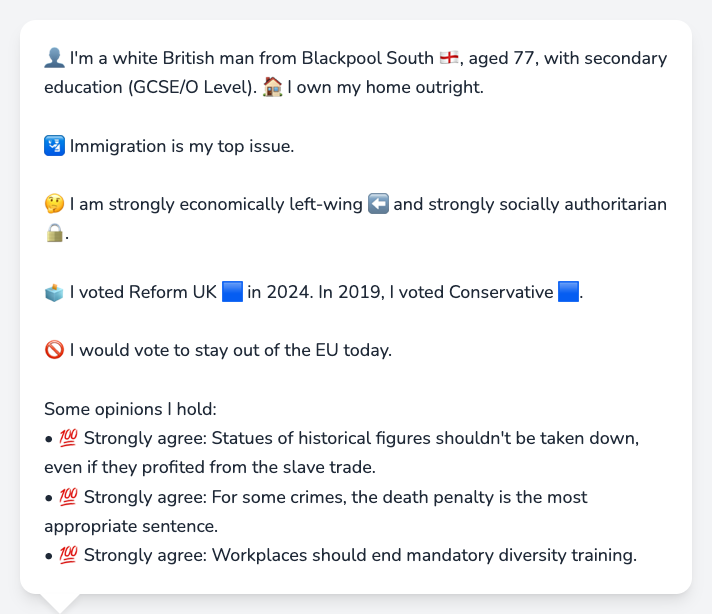 👤 I'm a white British man from Blackpool South 🏴󠁧󠁢󠁥󠁮󠁧󠁿, aged 77, with secondary
education (GCSE/O Level). 🏠 I own my home outright.
🛂 Immigration is my top issue.
🤔 I am strongly economically left-wing ⬅️ and strongly socially authoritarian
🔒.
🗳️ I voted Reform UK 🟦 in 2024. In 2019, I voted Conservative 🟦.
🚫 I would vote to stay out of the EU today.
Some opinions I hold:
• 💯 Strongly agree: Statues of historical figures shouldn't be taken down,
even if they profited from the slave trade.
• 💯 Strongly agree: For some crimes, the death penalty is the most
appropriate sentence.
• 💯 Strongly agree: Workplaces should end mandatory diversity training.